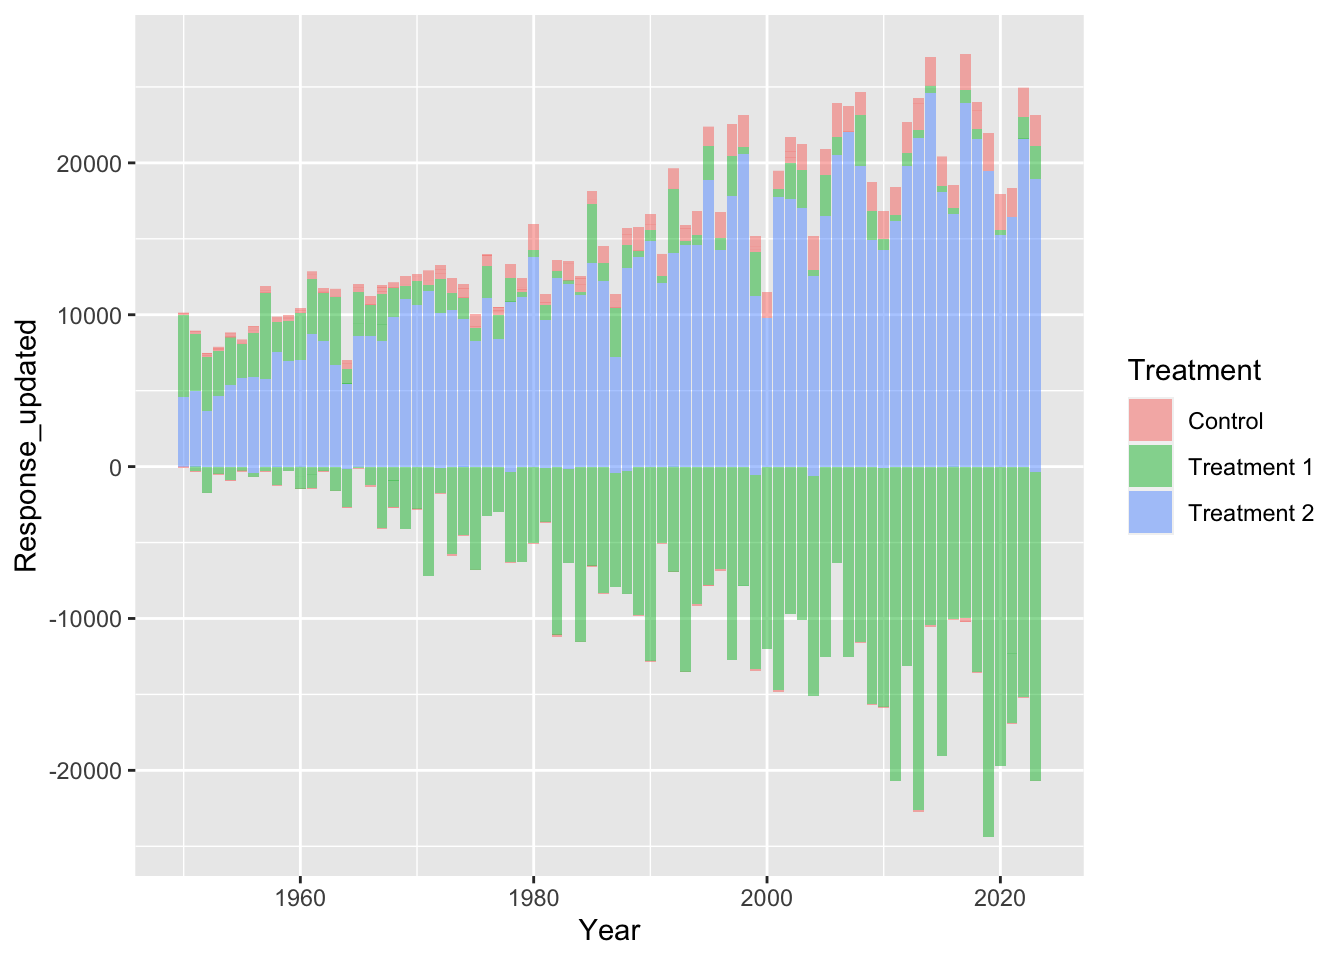 20000
10000
0
-10000
-20000
Response_updated
1960
1980
2000
2020
Year
Treatment
Control
Treatment 1
Treatment 2